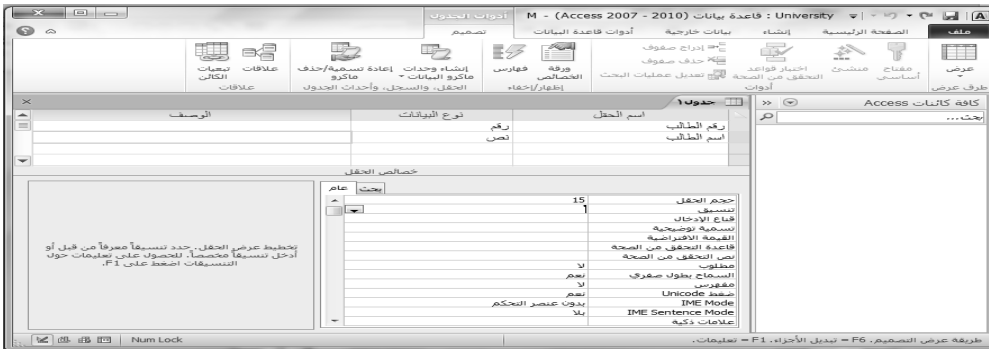 أدوات الجدول
University : قاعدة بيانات (Access 2007 - 2010) - M
ملف الصفحة الرئيسية إنشاء بيانات خارجية أدوات قاعدة البيانات تصميم
عرض
مفتاح أساسي
منشئ
اختبار قواعد التحقق من الصحة
إدراج صفوف
حذف صفوف
تعديل عمليات البحث
ورقة الخصائص
فهارس
إنشاء وحدات ماكرو البيانات
إعادة تسمية/حذف ماكرو
علاقات
تبعيات الكائن
طرق عرض
أدوات
إظهار/إخفاء
الحقل، والسجل، وأحداث الجدول
علاقات
كافة كائنات Access
بحث...
جدول١
اسم الحقل نوع البيانات الوصف
رقم الطالب رقم
اسم الطالب نص
خصائص الحقل
عام بحث
حجم الحقل 15
تنسيق
قناع الإدخال
تسمية توضيحية
القيمة الافتراضية
قاعدة التحقق من الصحة
نص التحقق من الصحة
مطلوب لا
السماح بطول صفري نعم
مفهرس لا
ضغط Unicode نعم
IME Mode بدون عنصر التحكم
IME Sentence Mode بلا
علامات ذكية
تخطيط عرض الحقل. حدد تنسيقاً معرفاً من قبل أو
أدخل تنسيقاً مخصصاً. للحصول على تعليمات حول
التنسيقات اضغط على F1.
طريقة عرض التصميم. F6 = تبديل الأجزاء. F1 = تعليمات.
Num Lock